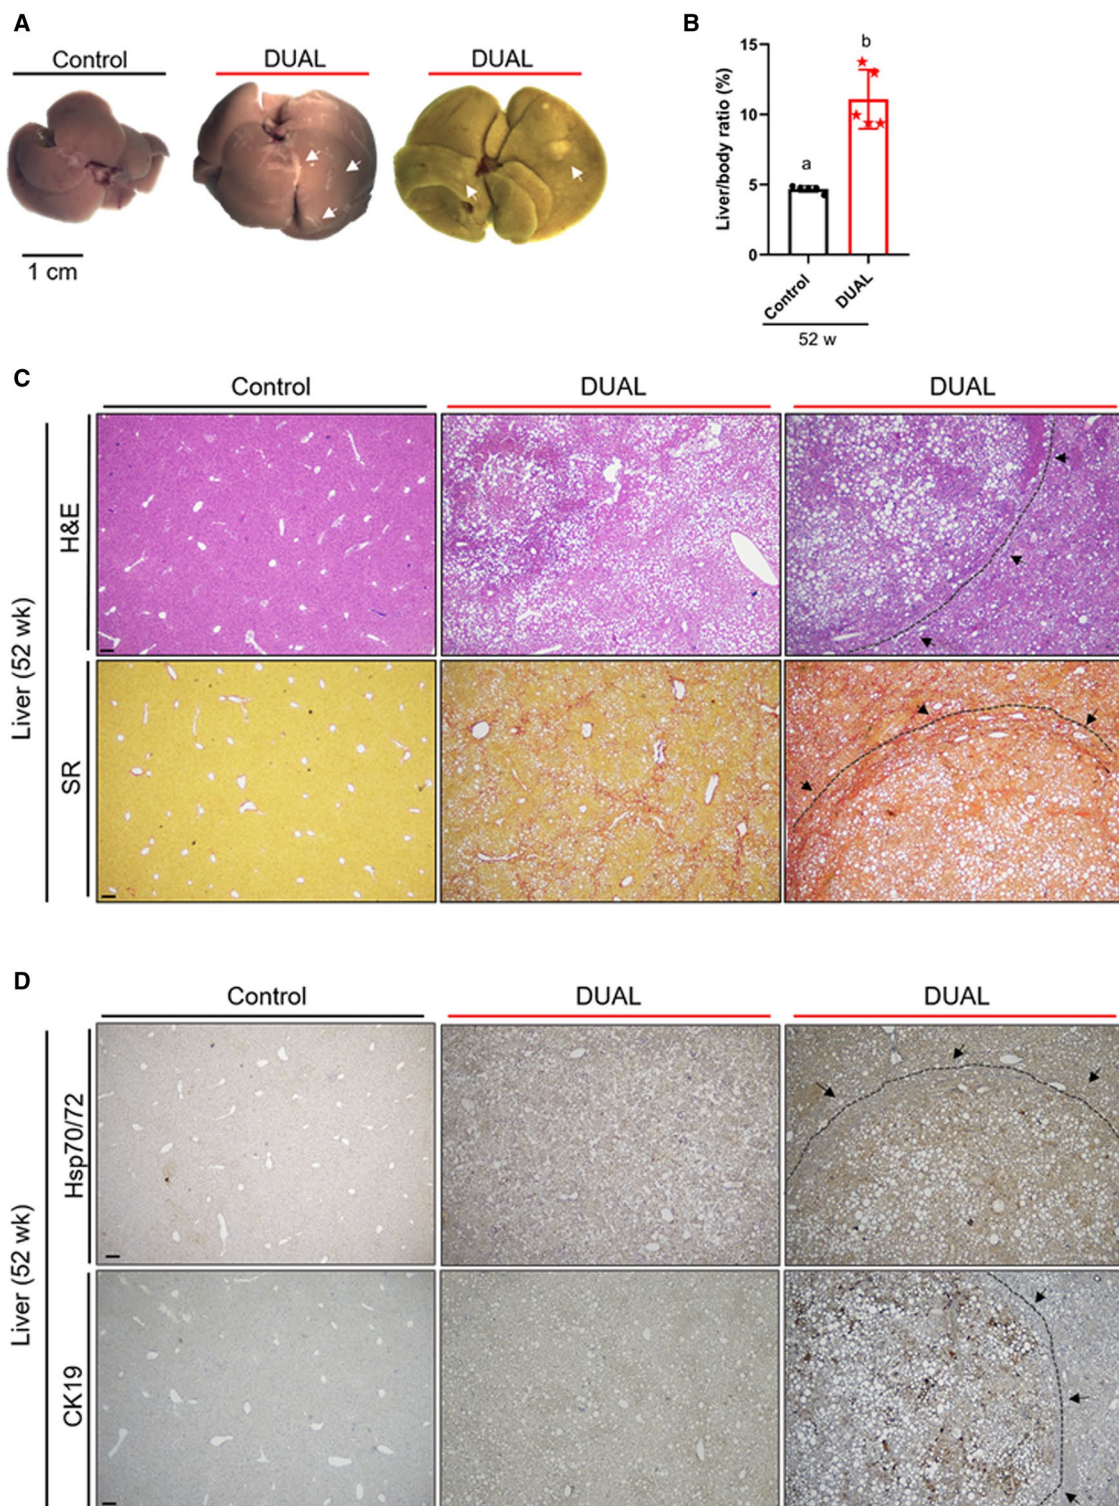 A
Control
DUAL
DUAL
1 cm
B
Liver/body ratio (%)
15
10
5
0
a
b
Control
DUAL
52 w
C
Control
DUAL
DUAL
Liver (52 wk)
H&E
SR
D
Control
DUAL
DUAL
Liver (52 wk)
Hsp70/72
CK19